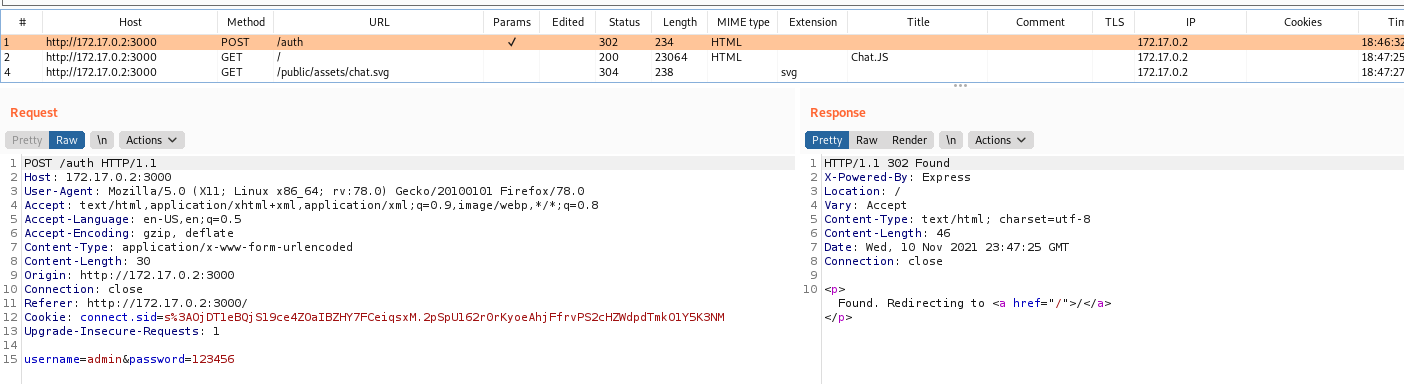 # Host Method URL Params Edited Status Length MIME type Extension Title Comment TLS IP Cookies Tim
1 http://172.17.0.2:3000 POST /auth ✓ 302 234 HTML 172.17.0.2 18:46:32
2 http://172.17.0.2:3000 GET / 200 23064 HTML Chat.JS 172.17.0.2 18:47:25
4 http://172.17.0.2:3000 GET /public/assets/chat.svg 304 238 svg 172.17.0.2 18:47:27
Request
Pretty Raw \n Actions
1 POST /auth HTTP/1.1
2 Host: 172.17.0.2:3000
3 User-Agent: Mozilla/5.0 (X11; Linux x86_64; rv:78.0) Gecko/20100101 Firefox/78.0
4 Accept: text/html,application/xhtml+xml,application/xml;q=0.9,image/webp,*/*;q=0.8
5 Accept-Language: en-US,en;q=0.5
6 Accept-Encoding: gzip, deflate
7 Content-Type: application/x-www-form-urlencoded
8 Content-Length: 30
9 Origin: http://172.17.0.2:3000
10 Connection: close
11 Referer: http://172.17.0.2:3000/
12 Cookie: connect.sid=s%3AOjDT1eBQjS19ce4ZOaIBZHY7FCeiqsxM.2pSpUl62r0rKyoeAhjFfrvPS2cHZWdpdTmkO1Y5K3NM
13 Upgrade-Insecure-Requests: 1
14
15 username=admin&password=123456
Response
Pretty Raw Render \n Actions
1 HTTP/1.1 302 Found
2 X-Powered-By: Express
3 Location: /
4 Vary: Accept
5 Content-Type: text/html; charset=utf-8
6 Content-Length: 46
7 Date: Wed, 10 Nov 2021 23:47:25 GMT
8 Connection: close
9
10 <p>
Found. Redirecting to <a href="/">/</a>
</p>